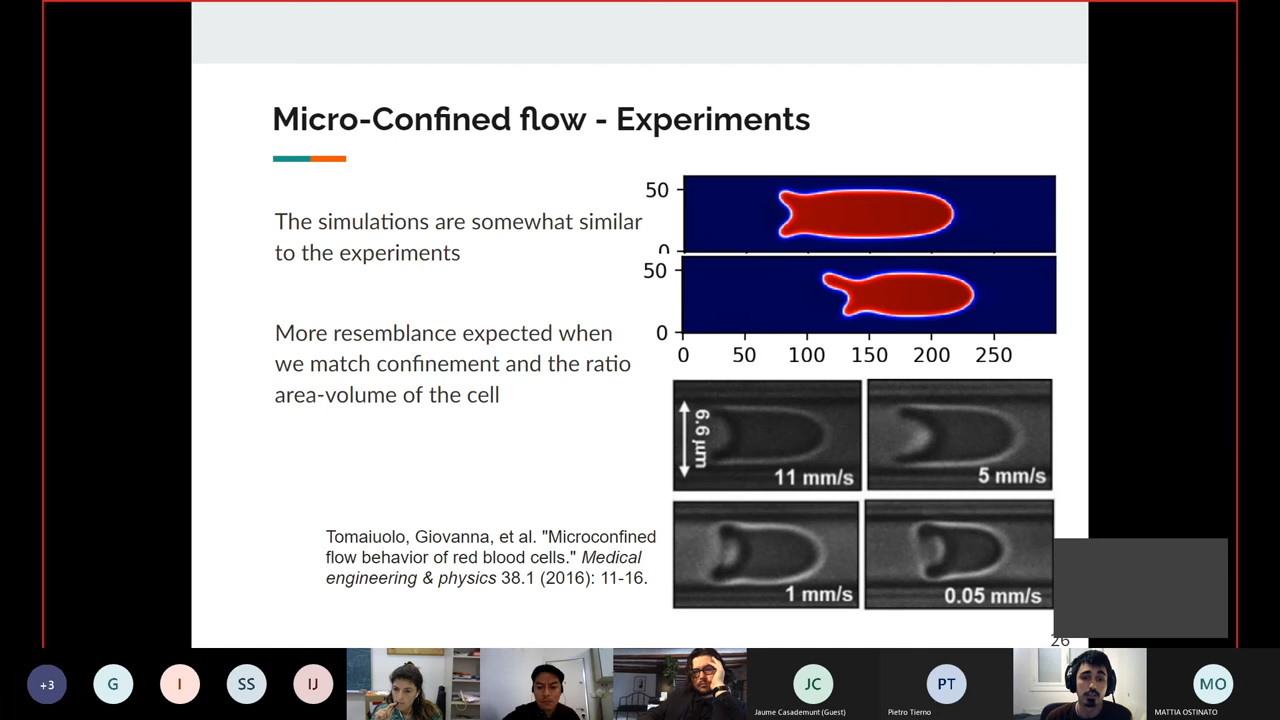 Micro-Confined flow - Experiments
The simulations are somewhat similar
to the experiments
More resemblance expected when
we match confinement and the ratio
area-volume of the cell
Tomaiuolo, Giovanna, et al. "Microconfined
flow behavior of red blood cells." Medical
engineering & physics 38.1 (2016): 11-16.
50
0
50
0
0 50 100 150 200 250
6.6 µm
11 mm/s
5 mm/s
1 mm/s
0.05 mm/s
26
+3
G
I
SS
IJ
JC
Jaume Casademunt (Guest)
PT
Pietro Tierno
MO
MATTIA OSTINATO